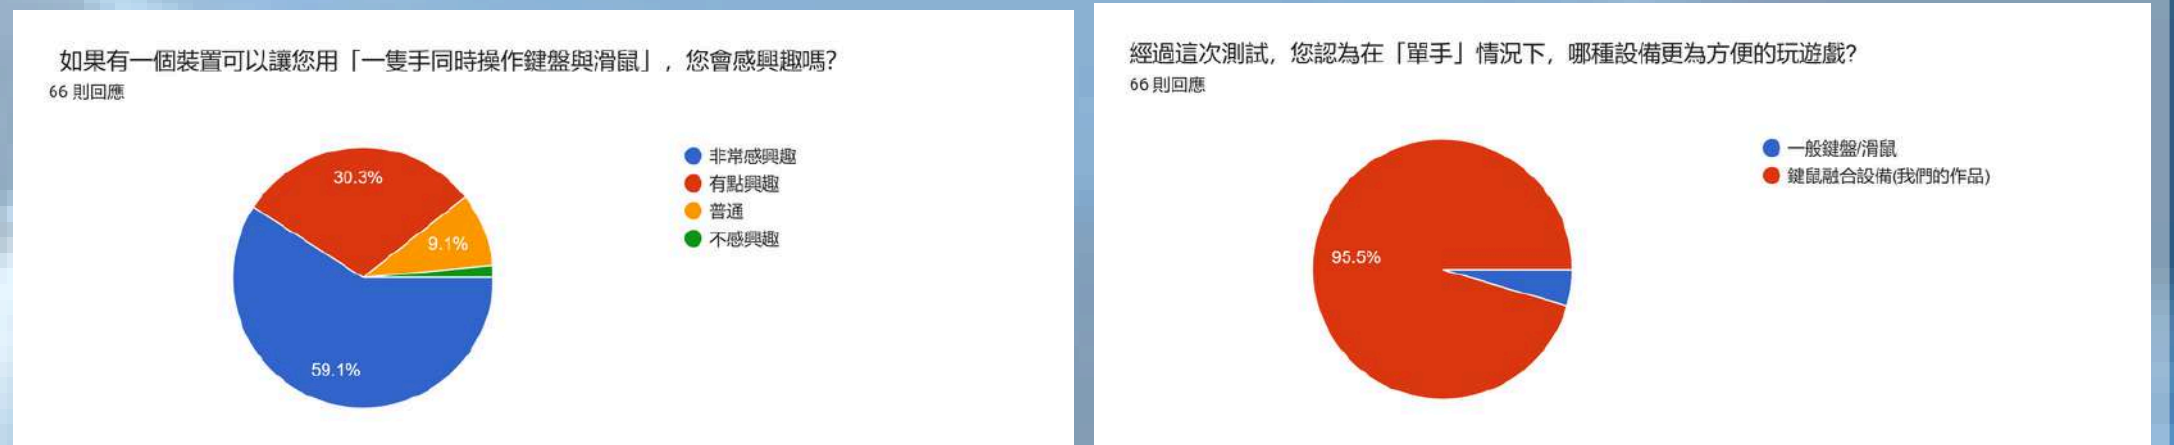 如果有一個裝置可以讓您用「一隻手同時操作鍵盤與滑鼠」，您會感興趣嗎?
66 則回應
30.3%
9.1%
59.1%
非常感興趣
有點興趣
普通
不感興趣
經過這次測試，您認為在「單手」情況下，哪種設備更為方便的玩遊戲?
66 則回應
95.5%
一般鍵盤/滑鼠
鍵鼠融合設備(我們的作品)